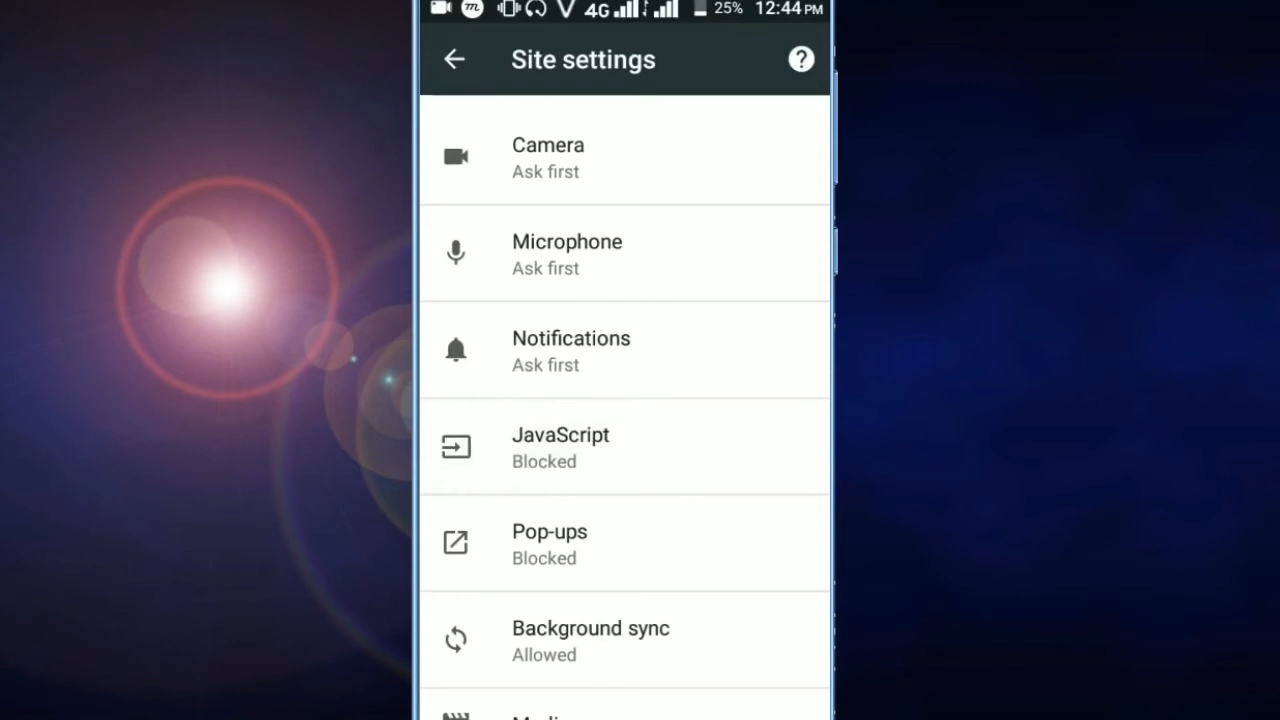 4G 25% 12:44 PM
Site settings
Camera
Ask first
Microphone
Ask first
Notifications
Ask first
JavaScript
Blocked
Pop-ups
Blocked
Background sync
Allowed